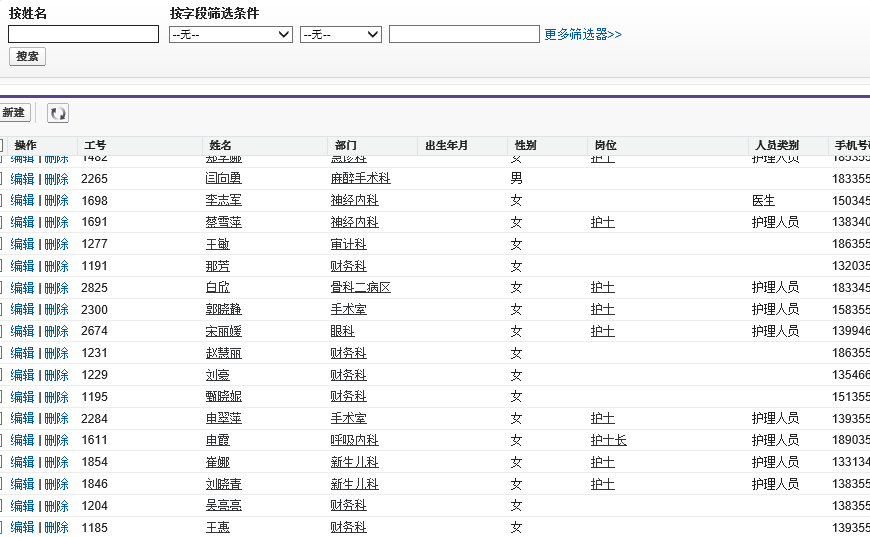 按姓名 按字段筛选条件
--无-- --无-- 更多筛选器>>
搜索
新建
操作 工号 姓名 部门 出生年月 性别 岗位 人员类别 手机号
编辑 | 删除 1482 郑学娜 急诊科 女 护士 护理人员 185355
编辑 | 删除 2265 闫向勇 麻醉手术科 男 183355
编辑 | 删除 1698 李志军 神经内科 女 医生 150345
编辑 | 删除 1691 蔡雪萍 神经内科 女 护士 护理人员 138340
编辑 | 删除 1277 王敏 审计科 女 186355
编辑 | 删除 1191 那芳 财务科 女 132035
编辑 | 删除 2825 白欣 骨科二病区 女 护士 护理人员 183345
编辑 | 删除 2300 郭晓静 手术室 女 护士 护理人员 158355
编辑 | 删除 2674 宋丽媛 眼科 女 护士 护理人员 139946
编辑 | 删除 1231 赵慧丽 财务科 女 186355
编辑 | 删除 1229 刘豪 财务科 女 135466
编辑 | 删除 1195 甄晓妮 财务科 女 151355
编辑 | 删除 2284 申翠萍 手术室 女 护士 护理人员 139355
编辑 | 删除 1611 申霞 呼吸内科 女 护士长 护理人员 189035
编辑 | 删除 1854 崔娜 新生儿科 女 护士 护理人员 133134
编辑 | 删除 1846 刘晓青 新生儿科 女 护士 护理人员 138355
编辑 | 删除 1204 吴亮亮 财务科 女 138355
编辑 | 删除 1185 王惠 财务科 女 139355